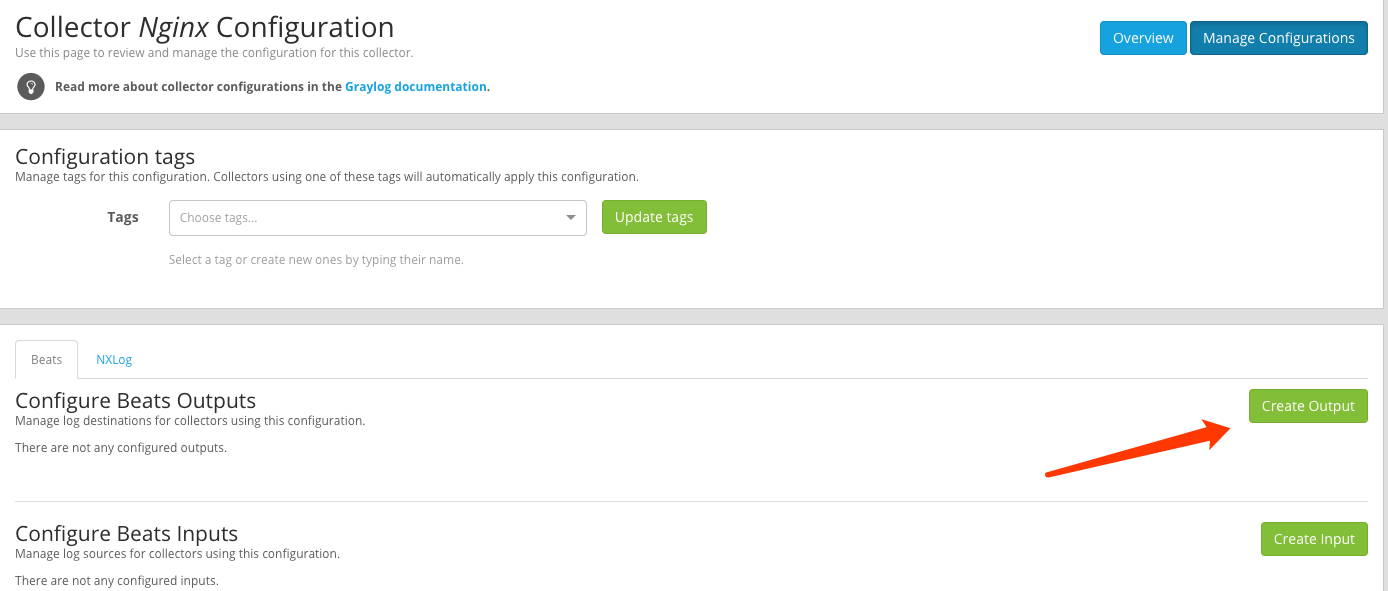 Collector Nginx Configuration
Use this page to review and manage the configuration for this collector.
Overview
Manage Configurations
Read more about collector configurations in the Graylog documentation.
Configuration tags
Manage tags for this configuration. Collectors using one of these tags will automatically apply this configuration.
Tags
Choose tags...
Update tags
Select a tag or create new ones by typing their name.
Beats
NXLog
Configure Beats Outputs
Manage log destinations for collectors using this configuration.
Create Output
There are not any configured outputs.
Configure Beats Inputs
Manage log sources for collectors using this configuration.
Create Input
There are not any configured inputs.